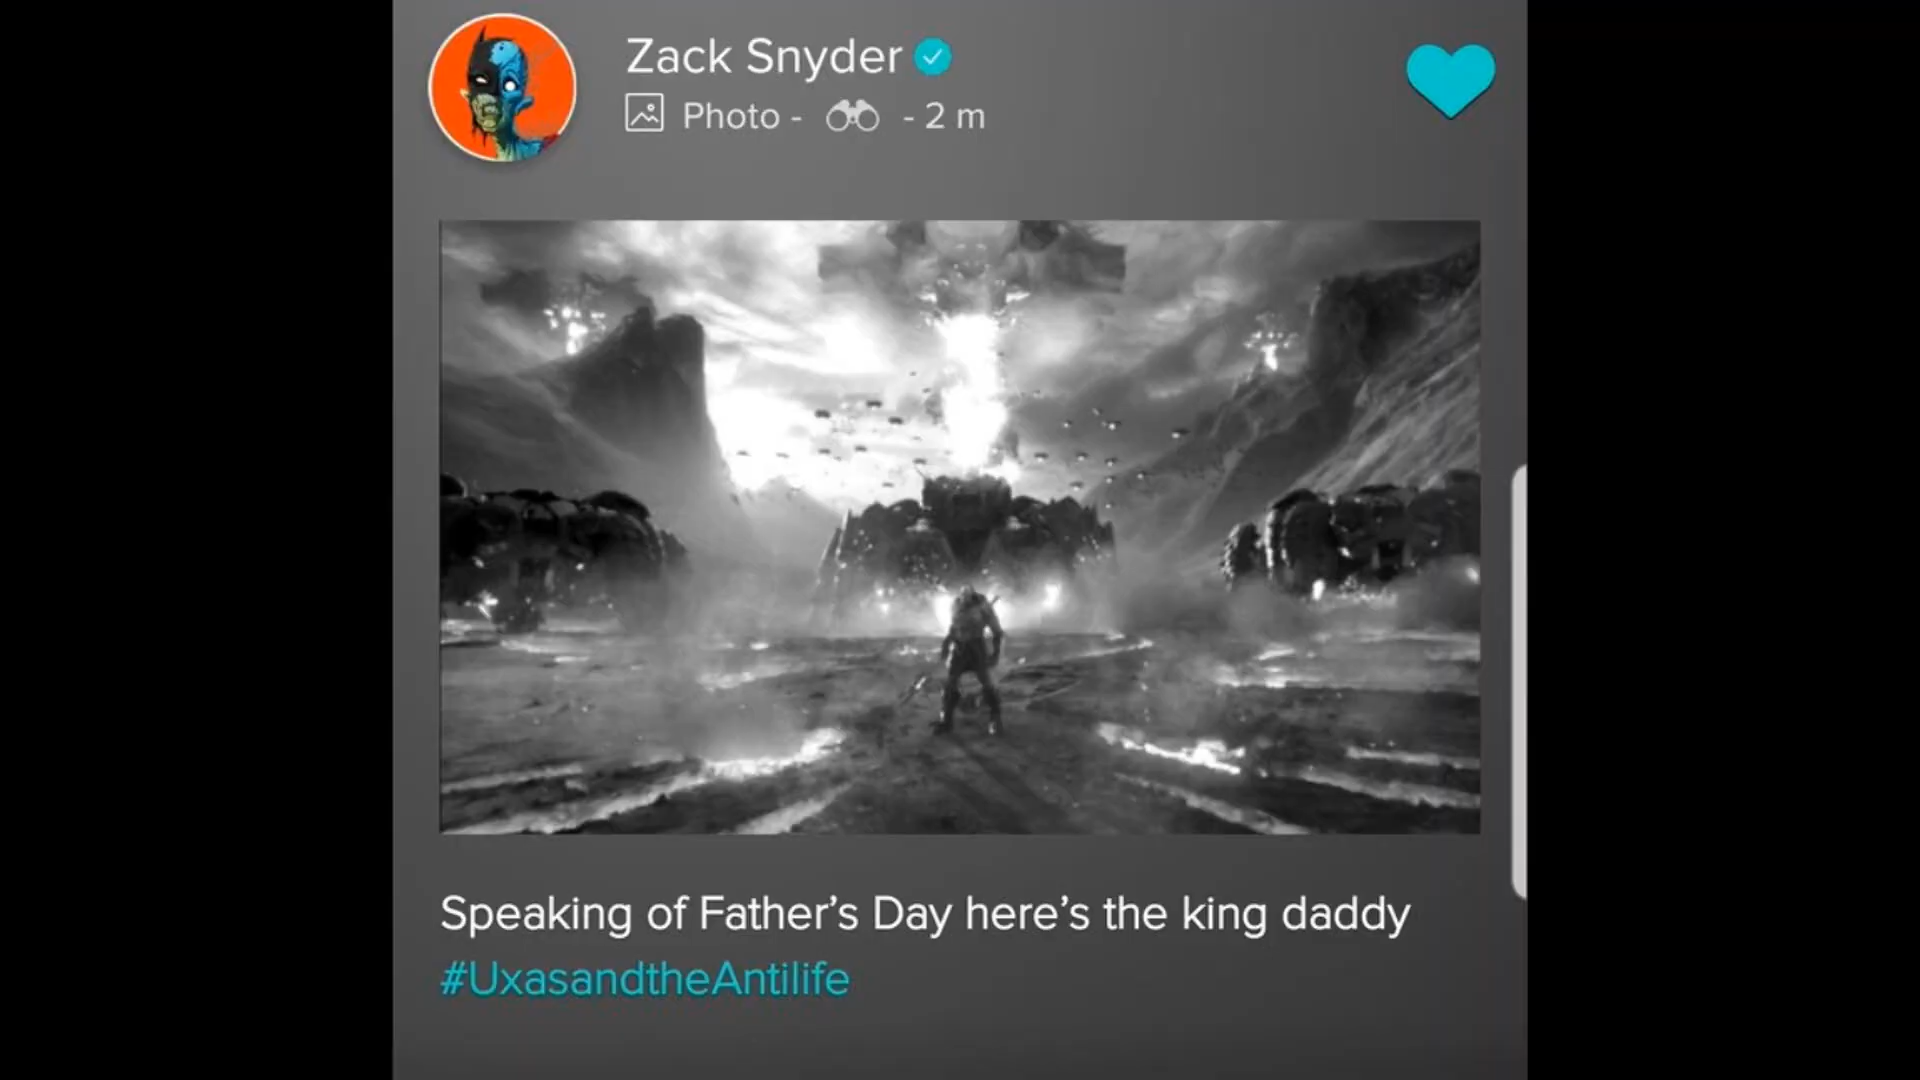 Zack Snyder
Photo - - 2 m
Speaking of Father's Day here's the king daddy
#UxasandtheAntilife